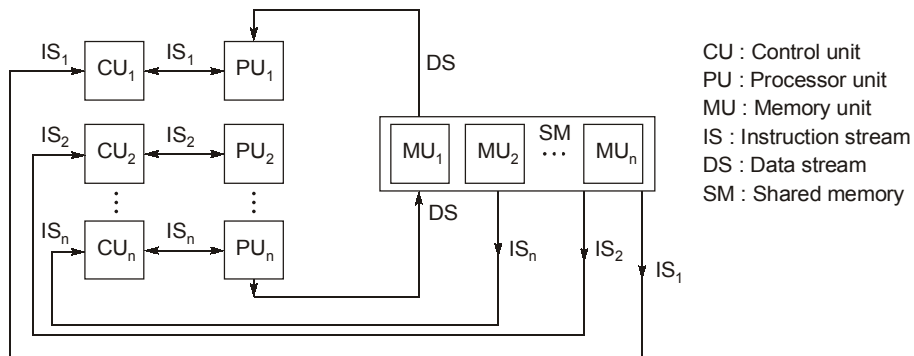 IS₁
CU₁
IS₁
PU₁
DS
IS₂
CU₂
IS₂
PU₂
MU₁
MU₂
SM
...
MUₙ
ISₙ
CUₙ
ISₙ
PUₙ
DS
ISₙ
IS₂
IS₁
CU : Control unit
PU : Processor unit
MU : Memory unit
IS : Instruction stream
DS : Data stream
SM : Shared memory